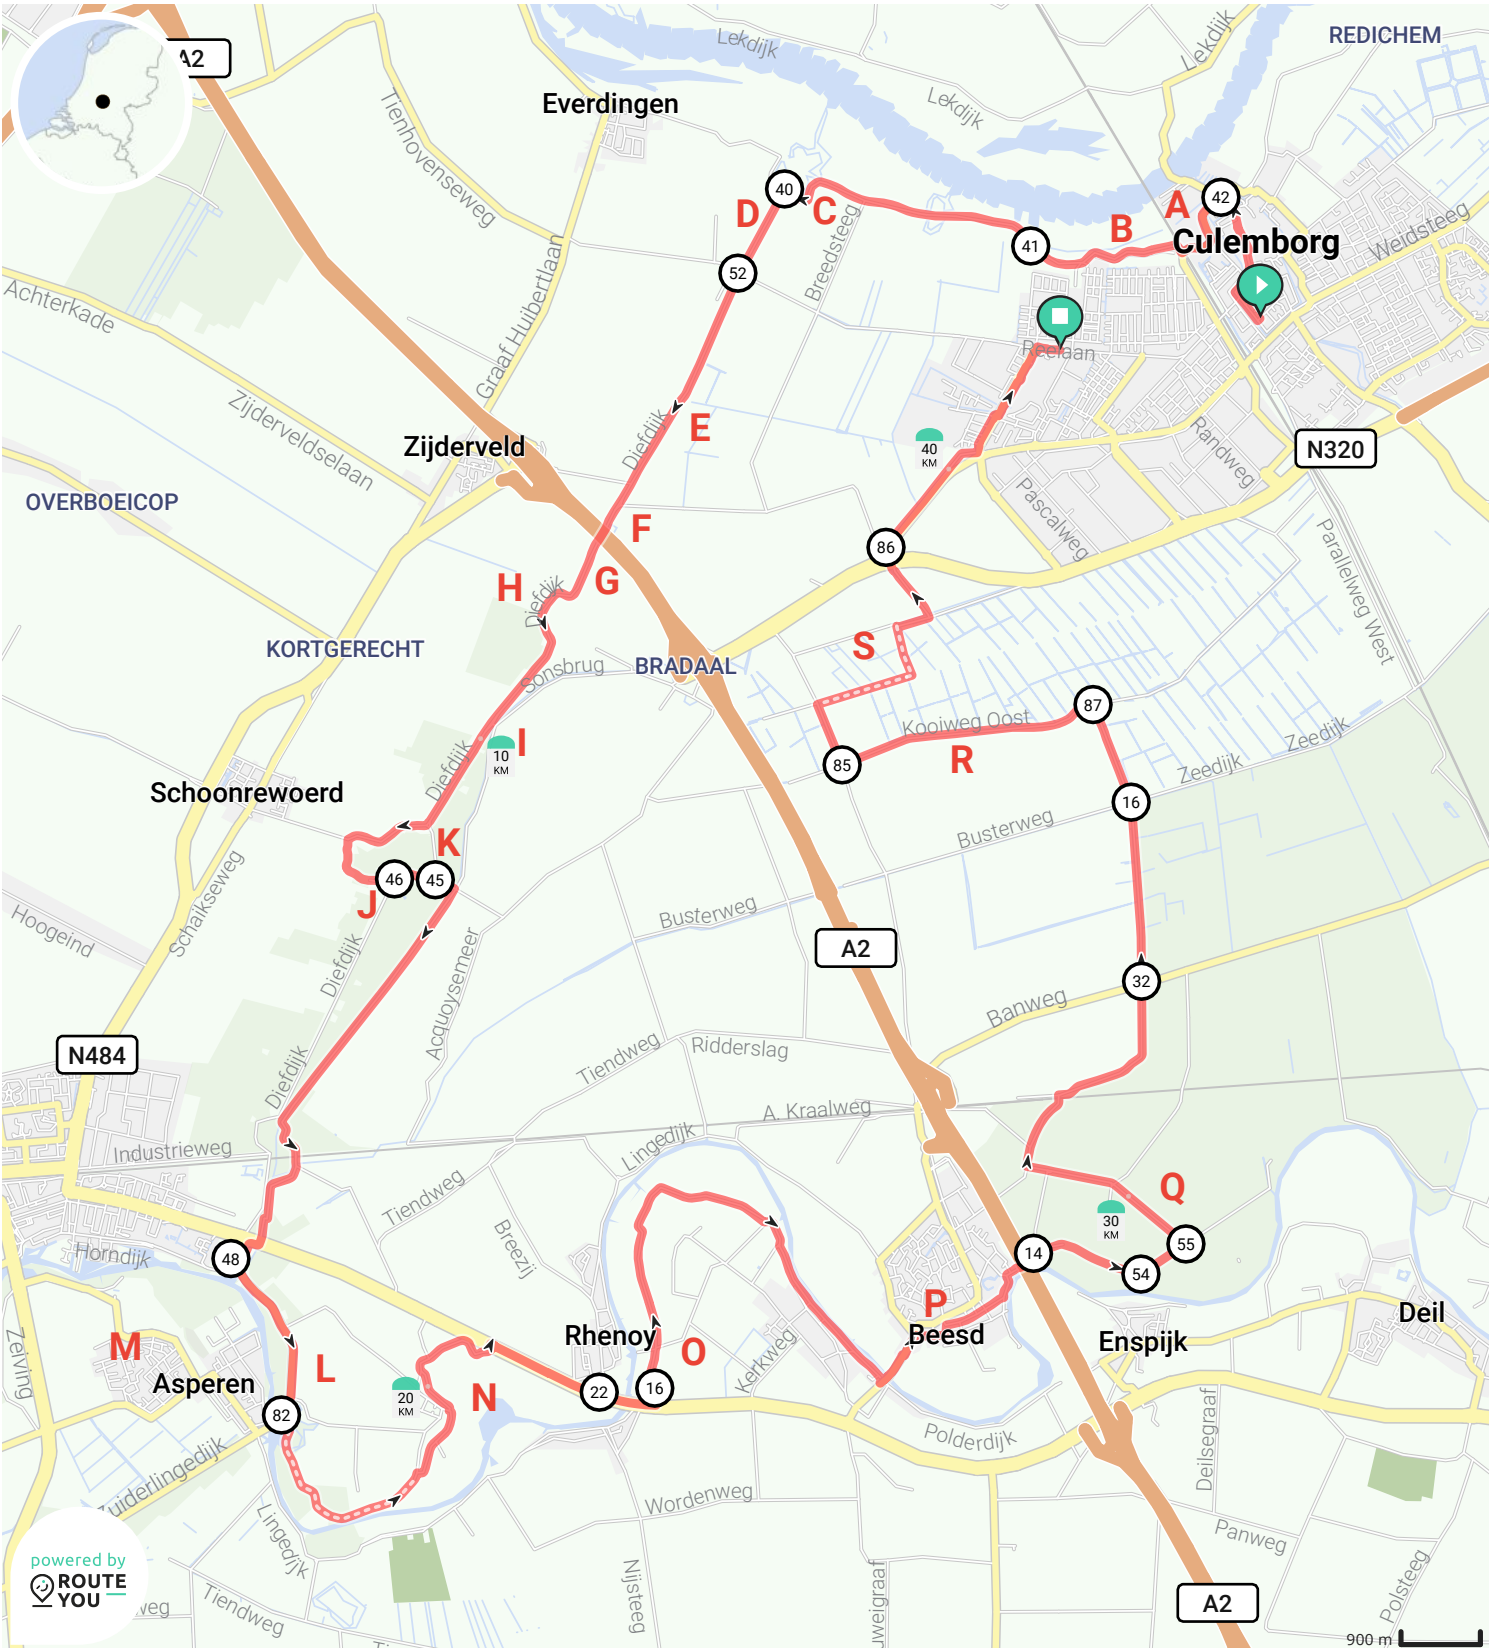 A2
Lekdijk
Lekdijk
REDICHEM
Everdingen
Tienhovenseweg
Lekdijk
40
D
C
42
A
B
41
Culemborg
Weidsteeg
52
Breedsteeg
Achterkade
Graaf Huibertlaan
Reelaan
Zijderveldselaan
Diefdijk
E
Zijderveld
40
KM
Randweg
N320
OVERBOEICOP
F
Pascalweg
86
Parallelweg West
H
Diefdijk
G
KORTGERECHT
Sonsbrug
BRADAAL
S
87
Kooiweg Oost
Zeedijk
I
10
KM
Diefdijk
R
85
Zeedijk
Schoonrewoerd
16
K
Busterweg
46
45
J
Schaikseweg
Hoogeind
Busterweg
Diefdijk
Acquoysemeer
A2
32
Banweg
N484
Tiendweg
Ridderslag
Diefdijk
A. Kraalweg
Industrieweg
Lingedijk
Tiendweg
Q
Breezij
30
KM
Horndijk
48
14
55
54
P
Deil
Zelving
M
Rhenoy
Beesd
Enspijk
L
O
Kerkweg
Asperen
20
KM
N
22
16
82
Polderdijk
Deilsegraaf
Zuiderlingedijk
Wordenweg
Lingedijk
Panweg
powered by
ROUTE
YOU
Nijsteeg
uweigraaf
Polsteeg
weg
Tiendweg
A2
900 m